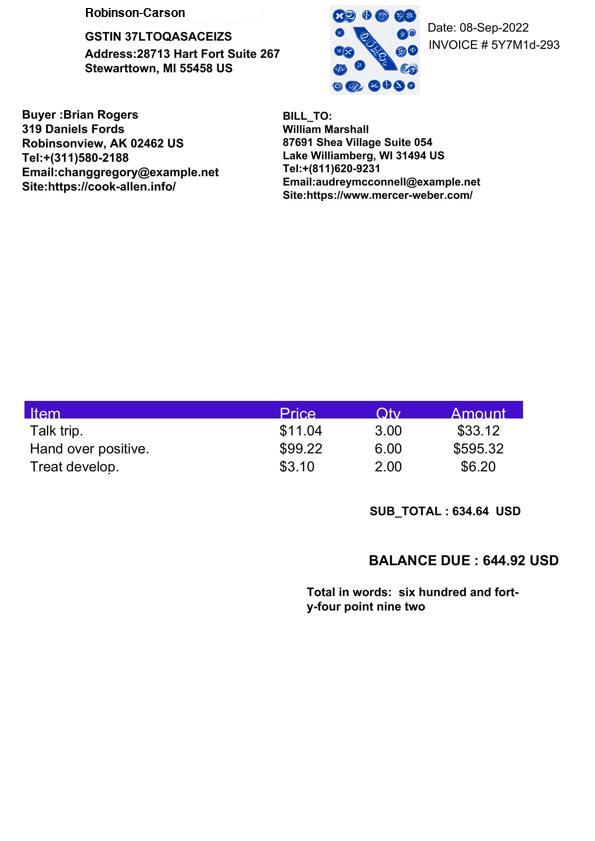 Robinson-Carson
GSTIN 37LTOQASACEIZS
Address:28713 Hart Fort Suite 267
Stewarttown, MI 55458 US
Date: 08-Sep-2022
INVOICE # 5Y7M1d-293
Buyer :Brian Rogers
319 Daniels Fords
Robinsonview, AK 02462 US
Tel:+(311)580-2188
Email:changgregory@example.net
Site:https://cook-allen.info/
BILL_TO:
William Marshall
87691 Shea Village Suite 054
Lake Williamberg, WI 31494 US
Tel:+(811)620-9231
Email:audreymcconnell@example.net
Site:https://www.mercer-weber.com/
Item Price Qty Amount
Talk trip. $11.04 3.00 $33.12
Hand over positive. $99.22 6.00 $595.32
Treat develop. $3.10 2.00 $6.20
SUB_TOTAL : 634.64 USD
BALANCE DUE : 644.92 USD
Total in words: six hundred and fort-
y-four point nine two